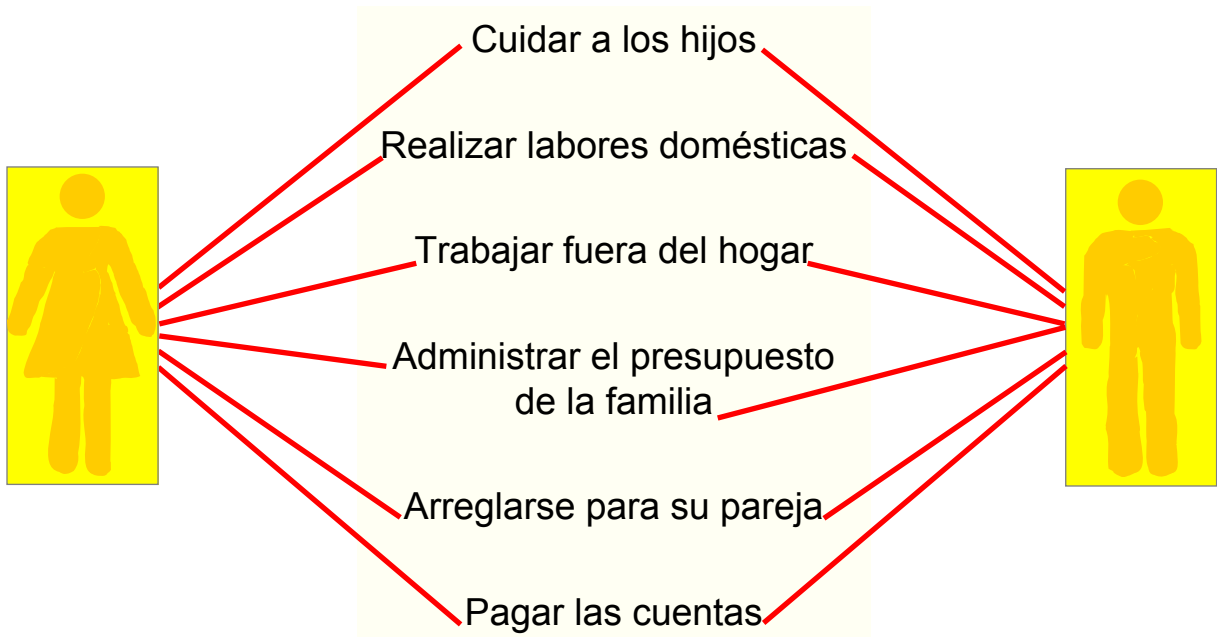 Cuidar a los hijos
Realizar labores domésticas
Trabajar fuera del hogar
Administrar el presupuesto
de la familia
Arreglarse para su pareja
Pagar las cuentas